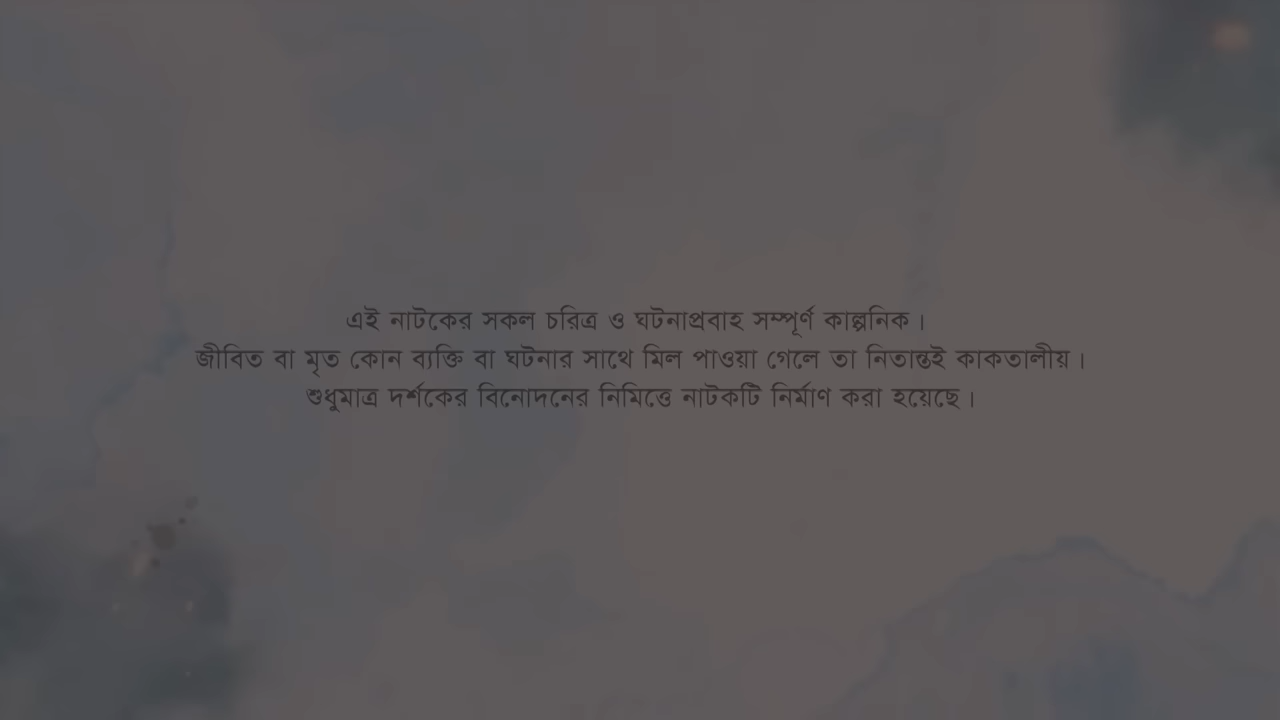 এই নাটকের সকল চরিত্র ও ঘটনাপ্রবাহ সম্পূর্ণ কাল্পনিক।
জীবিত বা মৃত কোন ব্যক্তি বা ঘটনার সাথে মিল পাওয়া গেলে তা নিতান্তই কাকতালীয়।
শুধুমাত্র দর্শকের বিনোদনের নিমিত্তে নাটকটি নির্মাণ করা হয়েছে।